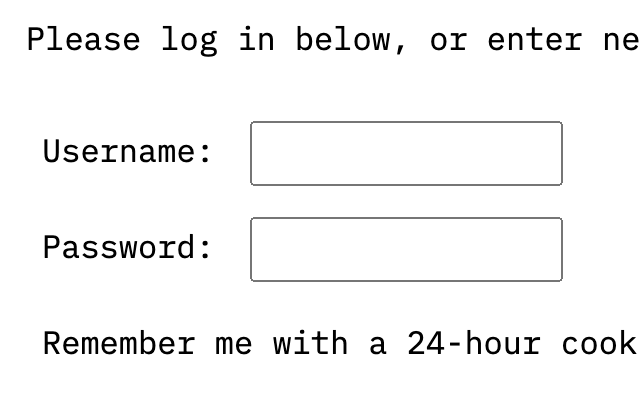 Please log in below, or enter ne
Username:
Password:
Remember me with a 24-hour cook